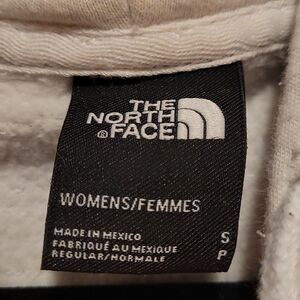 THE
NORTH
® FACE
WOMENS/FEMMES
MADE IN MEXICO
FABRIQUÉ AU MEXIQUE
REGULAR/NORMALE
S
P